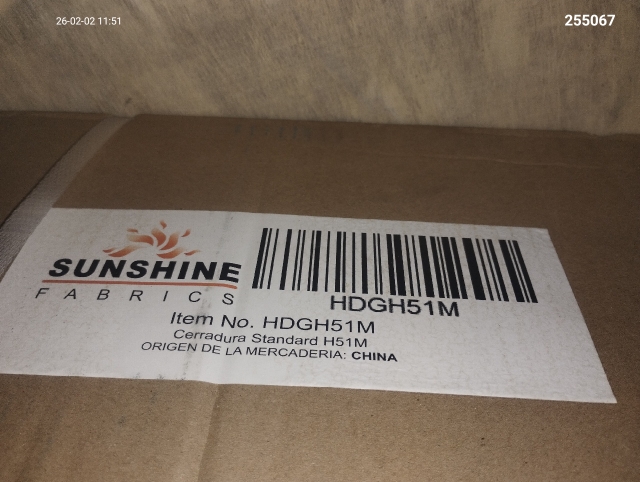 26-02-02 11:51
255067
SUNSHINE
FABRICS
HDGH51M
Item No. HDGH51M
Cerradura Standard H51M
ORIGEN DE LA MERCADERIA: CHINA